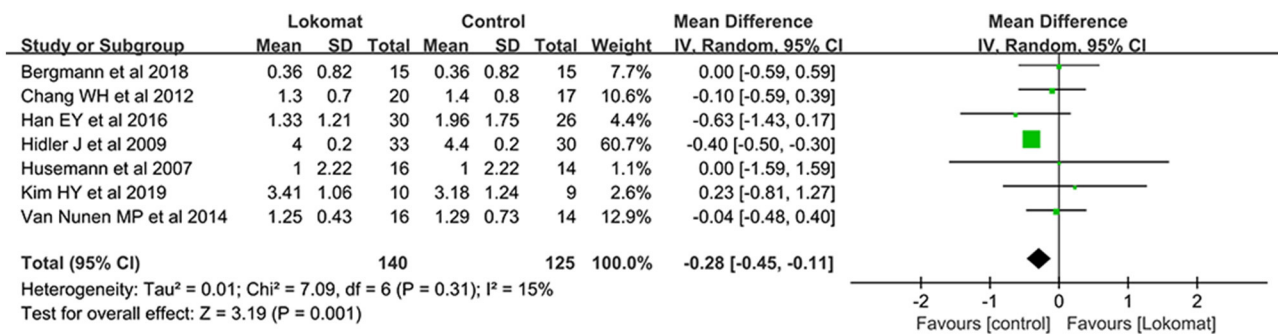 Lokomat Control Mean Difference Mean Difference
Study or Subgroup Mean SD Total Mean SD Total Weight IV, Random, 95% CI IV, Random, 95% CI
Bergmann et al 2018 0.36 0.82 15 0.36 0.82 15 7.7% 0.00 [-0.59, 0.59]
Chang WH et al 2012 1.3 0.7 20 1.4 0.8 17 10.6% -0.10 [-0.59, 0.39]
Han EY et al 2016 1.33 1.21 30 1.96 1.75 26 4.4% -0.63 [-1.43, 0.17]
Hidler J et al 2009 4 0.2 33 4.4 0.2 30 60.7% -0.40 [-0.50, -0.30]
Husemann et al 2007 1 2.22 16 1 2.22 14 1.1% 0.00 [-1.59, 1.59]
Kim HY et al 2019 3.41 1.06 10 3.18 1.24 9 2.6% 0.23 [-0.81, 1.27]
Van Nunen MP et al 2014 1.25 0.43 16 1.29 0.73 14 12.9% -0.04 [-0.48, 0.40]
Total (95% CI) 140 125 100.0% -0.28 [-0.45, -0.11]
Heterogeneity: Tau² = 0.01; Chi² = 7.09, df = 6 (P = 0.31); I² = 15%
Test for overall effect: Z = 3.19 (P = 0.001)
-2 -1 0 1 2
Favours [control] Favours [Lokomat]